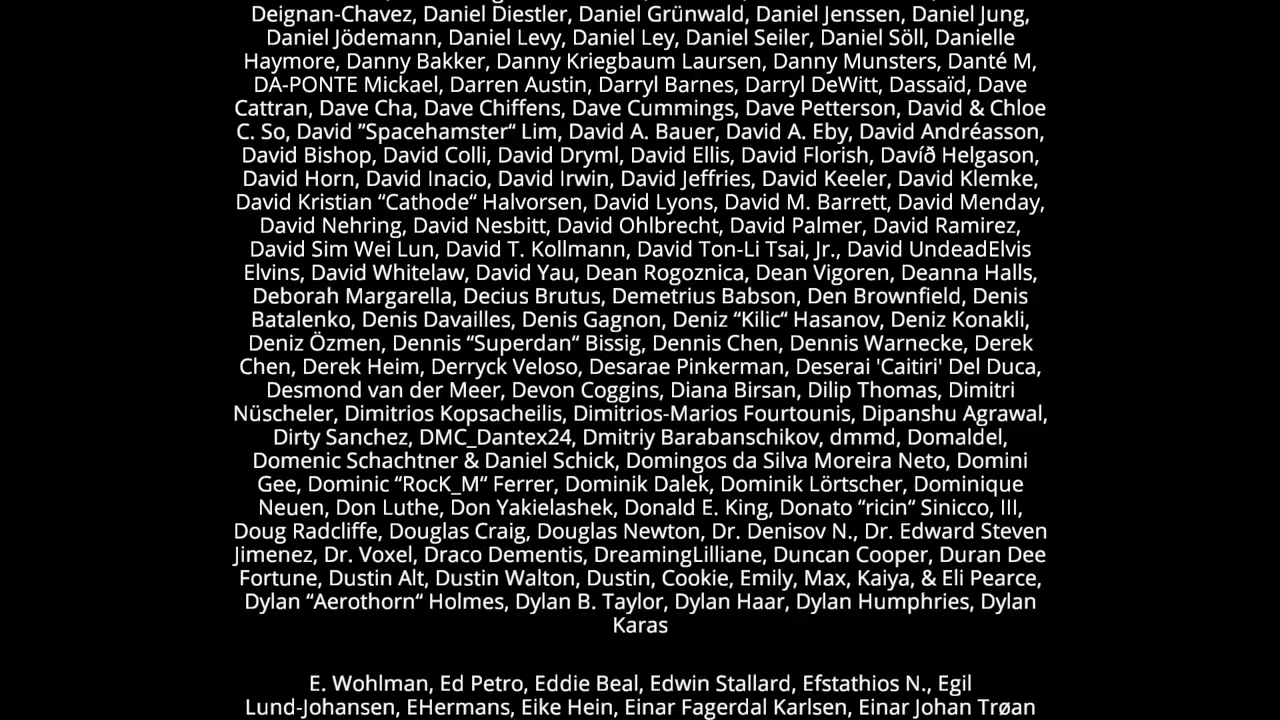 Deignan-Chavez, Daniel Diestler, Daniel Grünwald, Daniel Jenssen, Daniel Jung,
Daniel Jödemann, Daniel Levy, Daniel Ley, Daniel Seiler, Daniel Söll, Danielle
Haymore, Danny Bakker, Danny Kriegbaum Laursen, Danny Munsters, Danté M,
DA-PONTE Mickael, Darren Austin, Darryl Barnes, Darryl DeWitt, Dassaïd, Dave
Cattran, Dave Cha, Dave Chiffens, Dave Cummings, Dave Petterson, David & Chloe
C. So, David ”Spacehamster“ Lim, David A. Bauer, David A. Eby, David Andréasson,
David Bishop, David Colli, David Dryml, David Ellis, David Florish, Davíð Helgason,
David Horn, David Inacio, David Irwin, David Jeffries, David Keeler, David Klemke,
David Kristian “Cathode“ Halvorsen, David Lyons, David M. Barrett, David Menday,
David Nehring, David Nesbitt, David Ohlbrecht, David Palmer, David Ramirez,
David Sim Wei Lun, David T. Kollmann, David Ton-Li Tsai, Jr., David UndeadElvis
Elvins, David Whitelaw, David Yau, Dean Rogoznica, Dean Vigoren, Deanna Halls,
Deborah Margarella, Decius Brutus, Demetrius Babson, Den Brownfield, Denis
Batalenko, Denis Davailles, Denis Gagnon, Deniz “Kilic“ Hasanov, Deniz Konakli,
Deniz Özmen, Dennis “Superdan“ Bissig, Dennis Chen, Dennis Warnecke, Derek
Chen, Derek Heim, Derryck Veloso, Desarae Pinkerman, Deserai 'Caitiri' Del Duca,
Desmond van der Meer, Devon Coggins, Diana Birsan, Dilip Thomas, Dimitri
Nüscheler, Dimitrios Kopsacheilis, Dimitrios-Marios Fourtounis, Dipanshu Agrawal,
Dirty Sanchez, DMC_Dantex24, Dmitriy Barabanschikov, dmmd, Domaldel,
Domenic Schachtner & Daniel Schick, Domingos da Silva Moreira Neto, Domini
Gee, Dominic “RocK_M“ Ferrer, Dominik Dalek, Dominik Lörtscher, Dominique
Neuen, Don Luthe, Don Yakielashek, Donald E. King, Donato “ricin“ Sinicco, III,
Doug Radcliffe, Douglas Craig, Douglas Newton, Dr. Denisov N., Dr. Edward Steven
Jimenez, Dr. Voxel, Draco Dementis, DreamingLilliane, Duncan Cooper, Duran Dee
Fortune, Dustin Alt, Dustin Walton, Dustin, Cookie, Emily, Max, Kaiya, & Eli Pearce,
Dylan “Aerothorn“ Holmes, Dylan B. Taylor, Dylan Haar, Dylan Humphries, Dylan
Karas
E. Wohlman, Ed Petro, Eddie Beal, Edwin Stallard, Efstathios N., Egil
Lund-Johansen, EHermans, Eike Hein, Einar Fagerdal Karlsen, Einar Johan Trøan